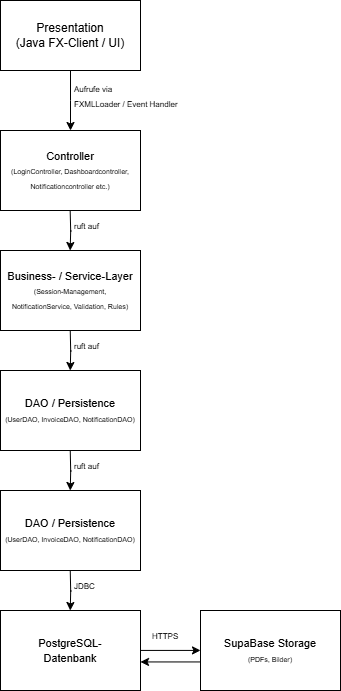 Presentation
(Java FX-Client / UI)
Aufrufe via
FXMLLoader / Event Handler
Controller
(LoginController, Dashboardcontroller,
Notificationcontroller etc.)
ruft auf
Business- / Service-Layer
(Session-Management,
NotificationService, Validation, Rules)
ruft auf
DAO / Persistence
(UserDAO, InvoiceDAO, NotificationDAO)
ruft auf
DAO / Persistence
(UserDAO, InvoiceDAO, NotificationDAO)
JDBC
PostgreSQL-
Datenbank
HTTPS
SupaBase Storage
(PDFs, Bilder)